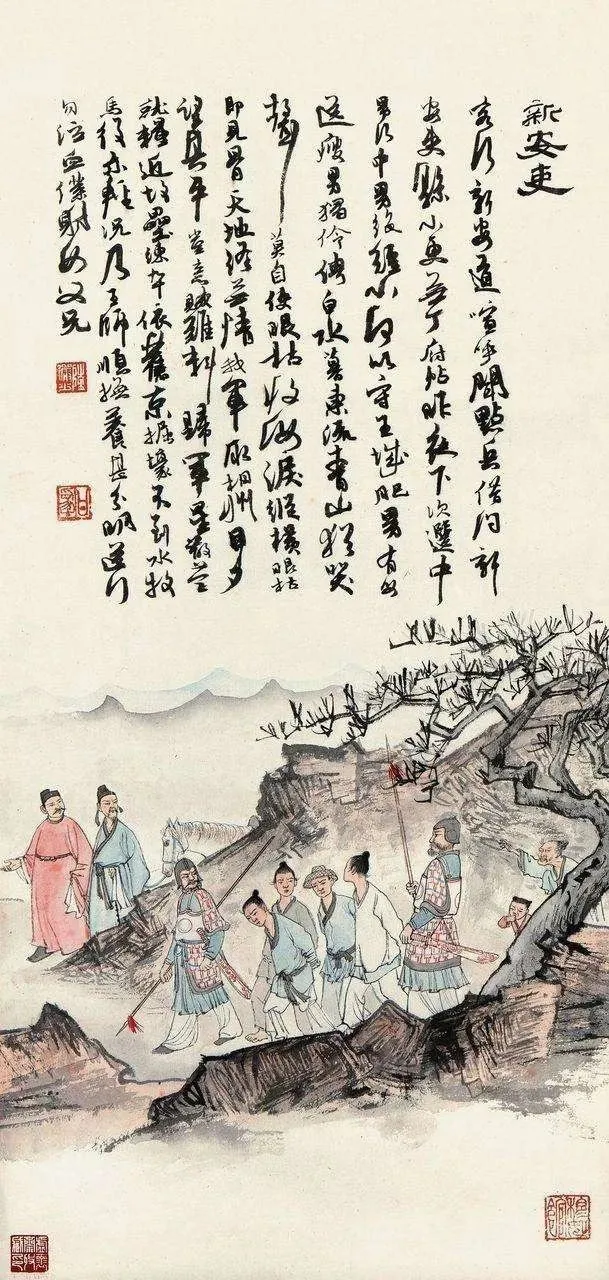 新安吏
客行新安道喧呼聞點兵借問新
安吏縣小更無丁府帖昨夜下次選中
男行中男絕短小何以守王城肥男有母
送瘦男獨伶俜白水暮東流青山猶哭
聲莫自使眼枯收汝淚縱橫眼枯
即見骨天地終無情我軍取相州日夕
望其平豈意賊難料歸軍星散營
就糧近故壘練卒依舊京掘壕不到水牧
馬役亦輕況乃王師順撫養甚分明送行
勿泣血僕射如父兄